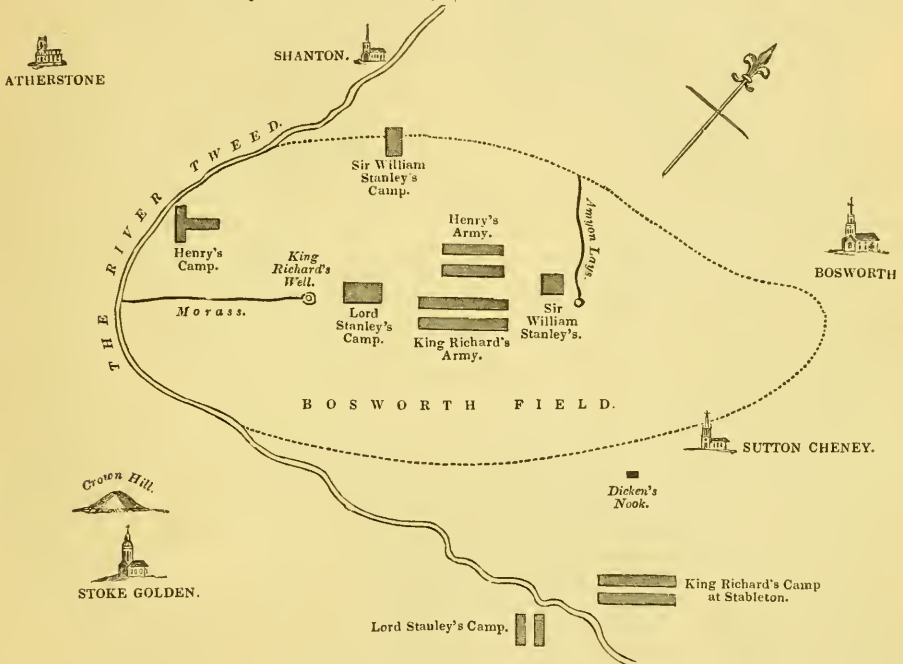 SHANTON.
ATHERSTONE
THE RIVER TWEED.
Sir William
Stanley's
Camp.
Amyon Lays.
Henry's
Army.
Henry's
Camp.
King
Richard's
Well.
BOSWORTH
Morass.
Lord
Stanley's
Camp.
King Richard's
Army.
Sir
William
Stanley's.
BOSWORTH FIELD.
SUTTON CHENEY.
Crown Hill.
Dicken's
Nook.
STOKE GOLDEN.
King Richard's Camp
at Stableton.
Lord Stanley's Camp.